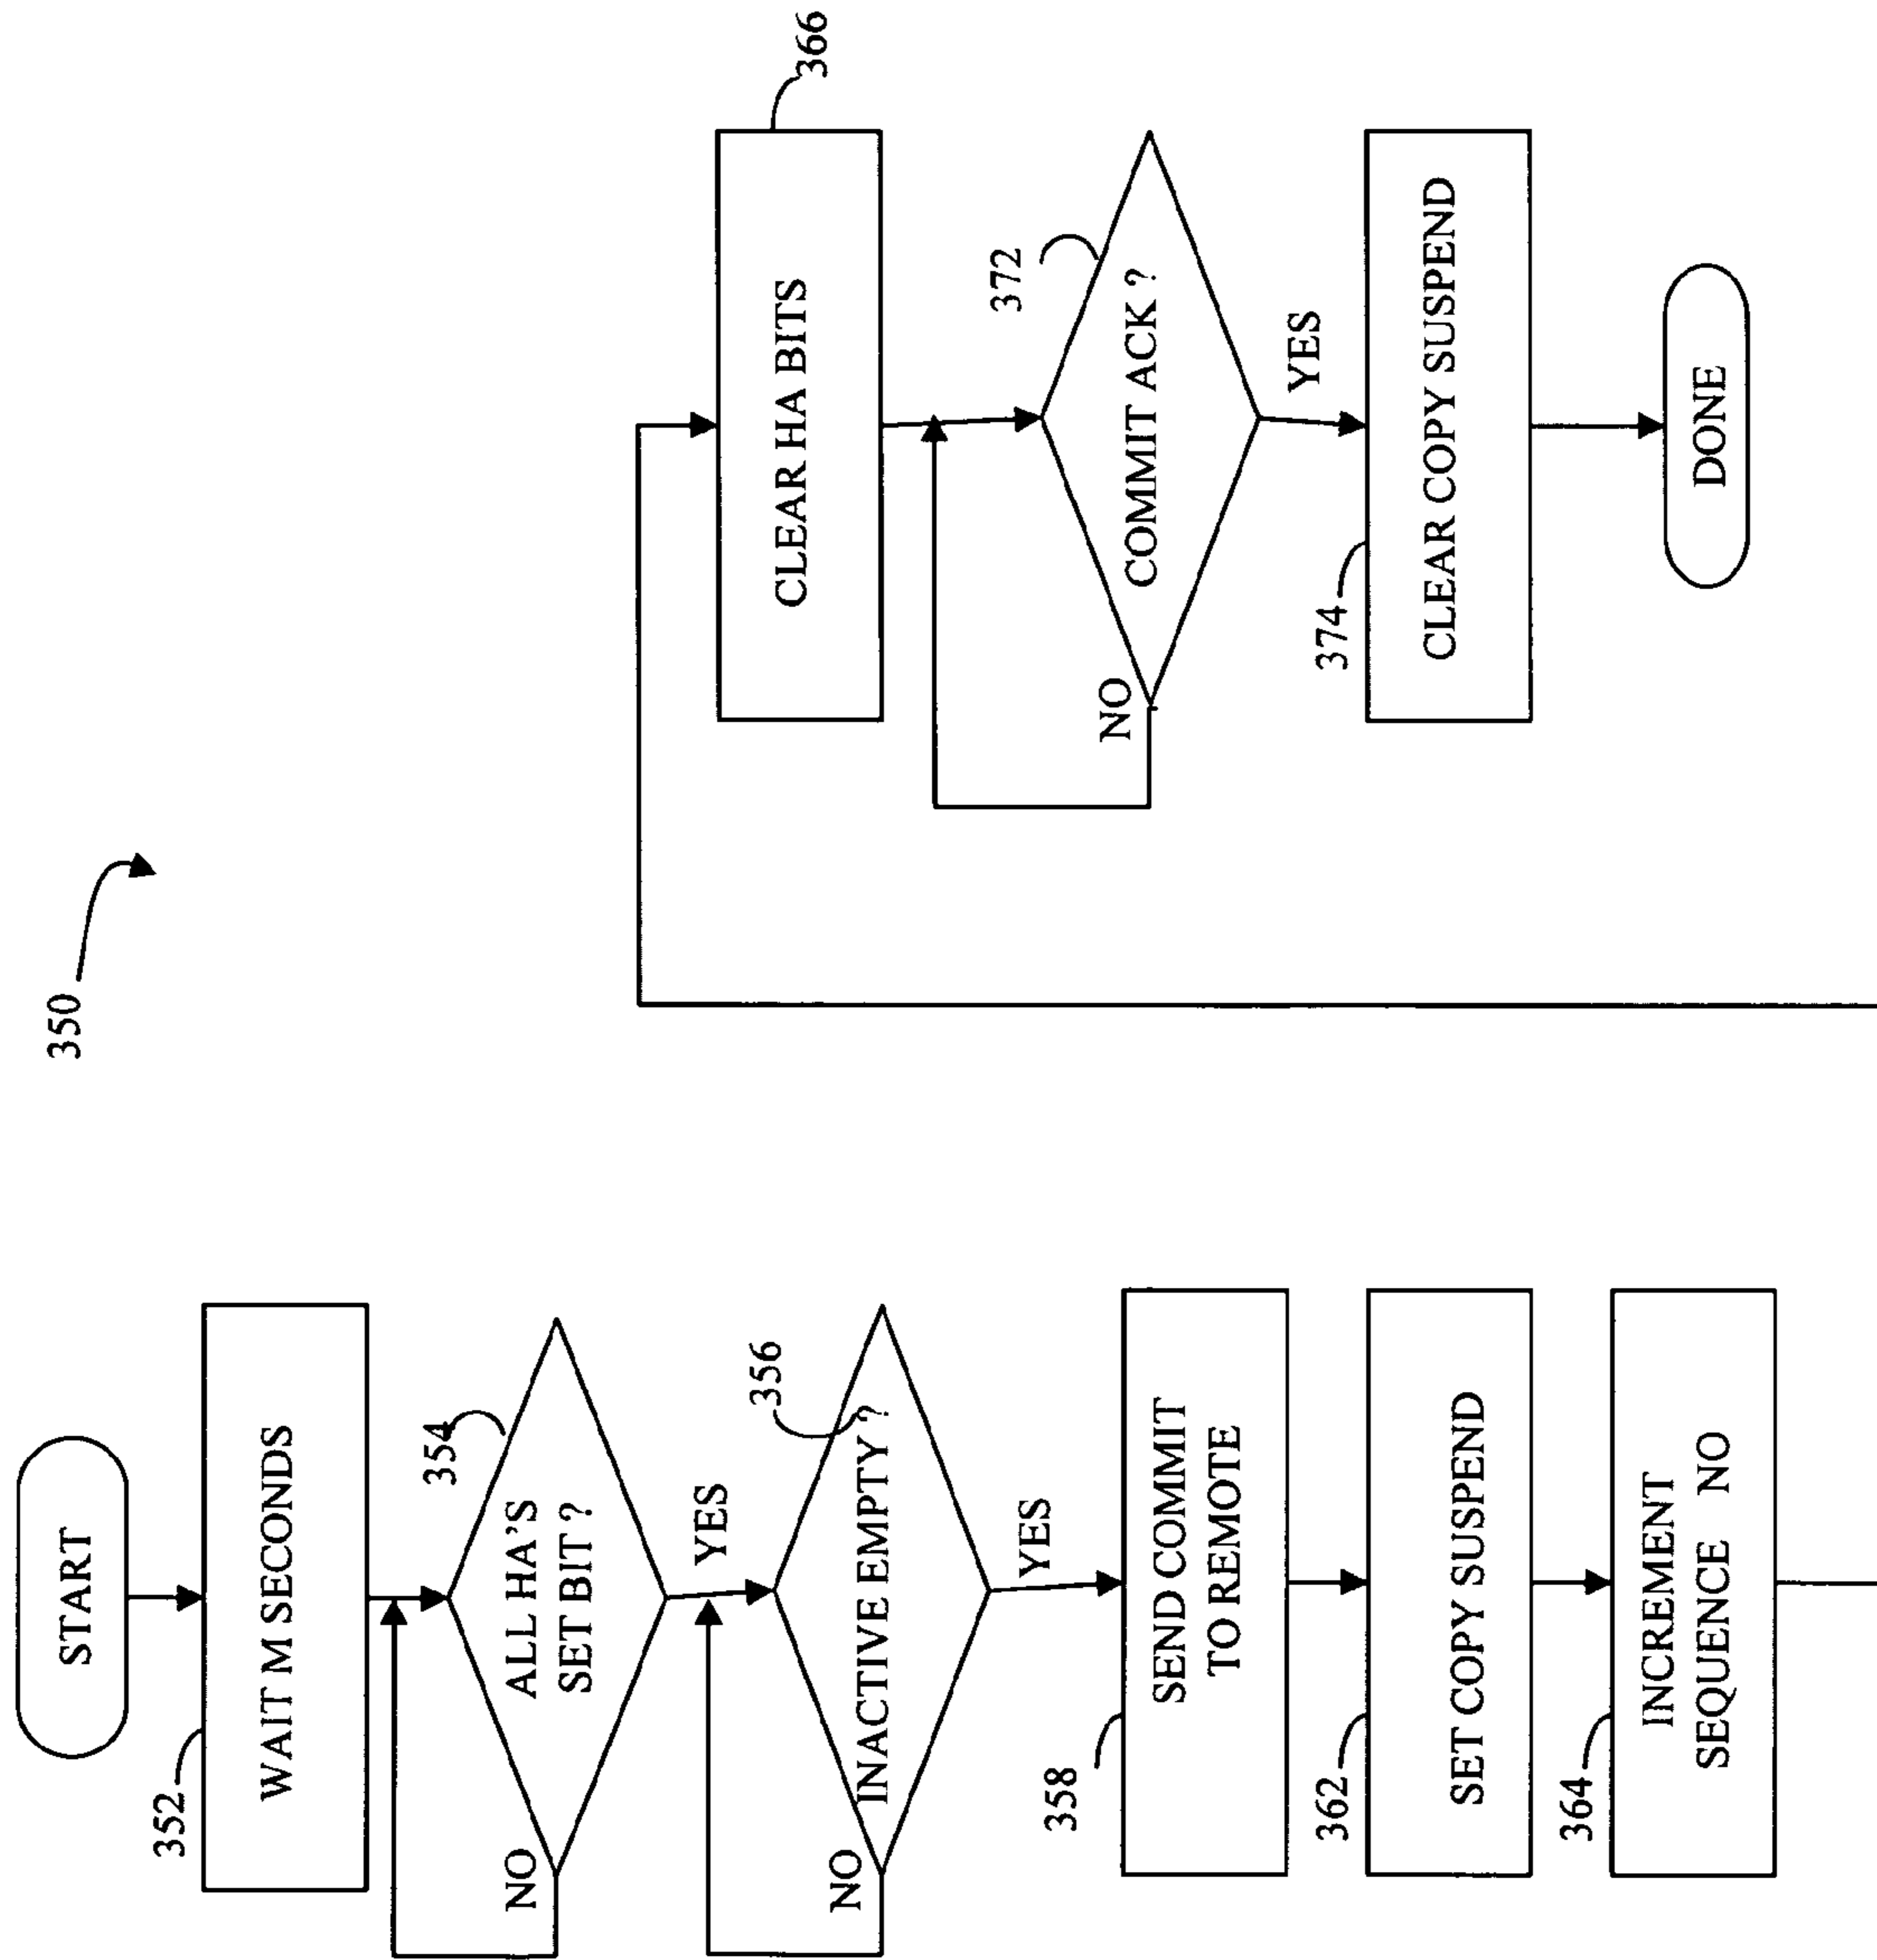 350
START
352
WAIT M SECONDS
354
ALL HA'S
SET BIT ?
NO
YES
356
INACTIVE EMPTY ?
NO
YES
358
SEND COMMIT
TO REMOTE
362
SET COPY SUSPEND
364
INCREMENT
SEQUENCE NO
366
CLEAR HA BITS
372
COMMIT ACK ?
NO
YES
374
CLEAR COPY SUSPEND
DONE